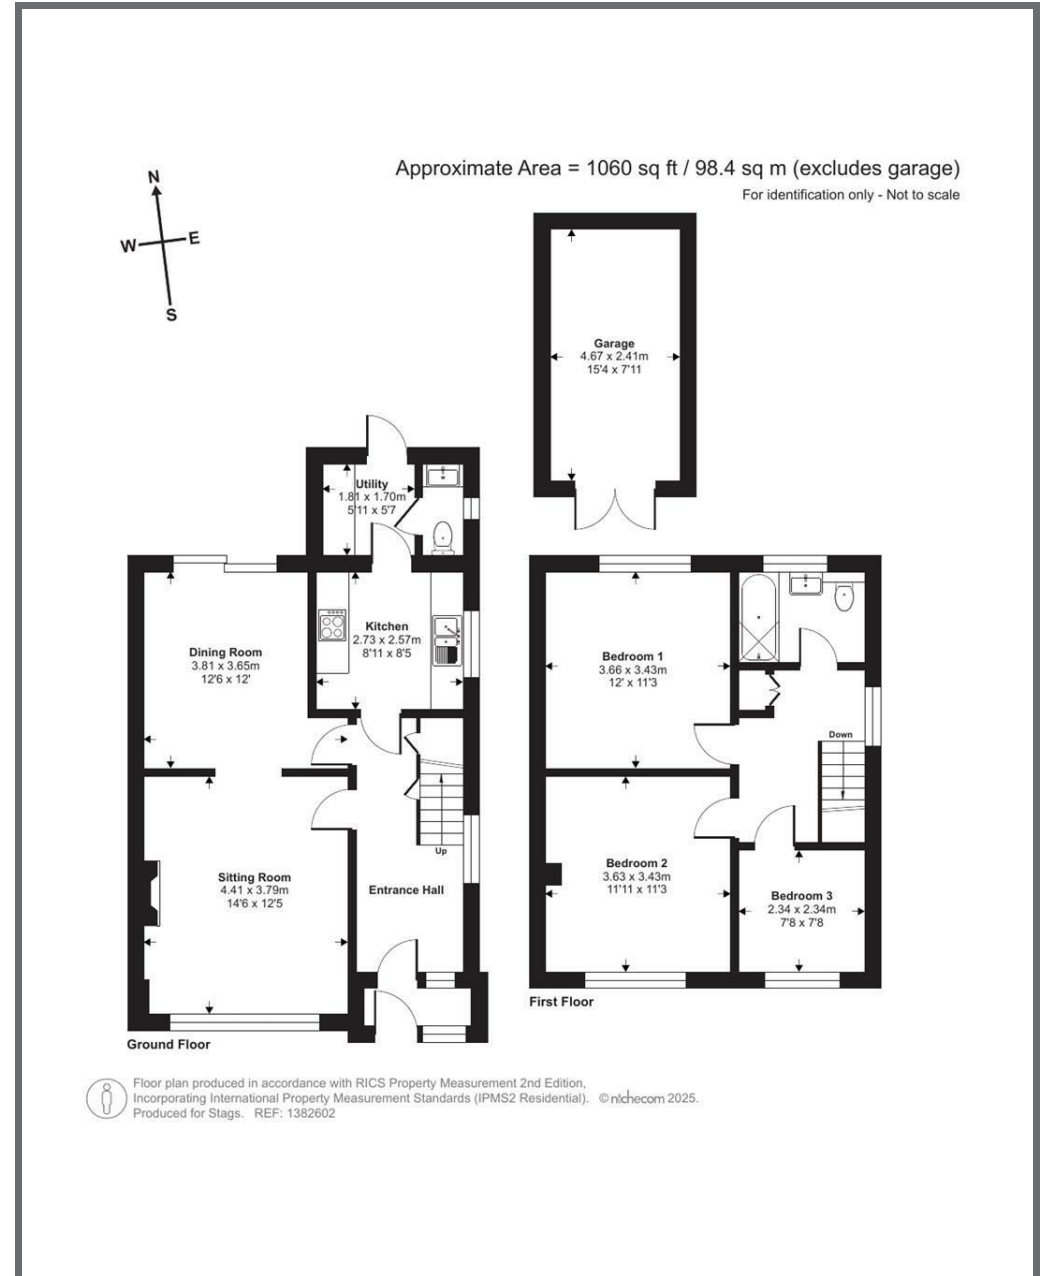 Approximate Area = 1060 sq ft / 98.4 sq m (excludes garage)
For identification only - Not to scale
N
W
E
S
Garage
4.67 x 2.41m
15'4 x 7'11
Utility
1.81 x 1.70m
5'11 x 5'7
Kitchen
2.73 x 2.57m
8'11 x 8'5
Dining Room
3.81 x 3.65m
12'6 x 12'
Up
Entrance Hall
Sitting Room
4.41 x 3.79m
14'6 x 12'5
Ground Floor
Bedroom 1
3.66 x 3.43m
12' x 11'3
Down
Bedroom 2
3.63 x 3.43m
11'11 x 11'3
Bedroom 3
2.34 x 2.34m
7'8 x 7'8
First Floor
Floor plan produced in accordance with RICS Property Measurement 2nd Edition,
Incorporating International Property Measurement Standards (IPMS2 Residential). © nıchecom 2025.
Produced for Stags. REF: 1382602